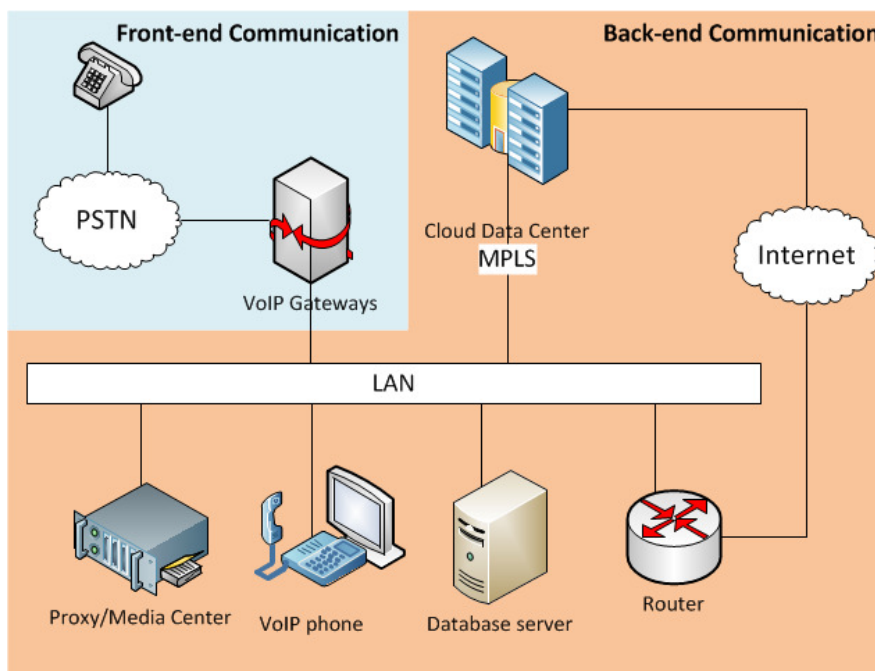 Front-end Communication
Back-end Communication
PSTN
VoIP Gateways
Cloud Data Center
MPLS
Internet
LAN
Proxy/Media Center
VoIP phone
Database server
Router